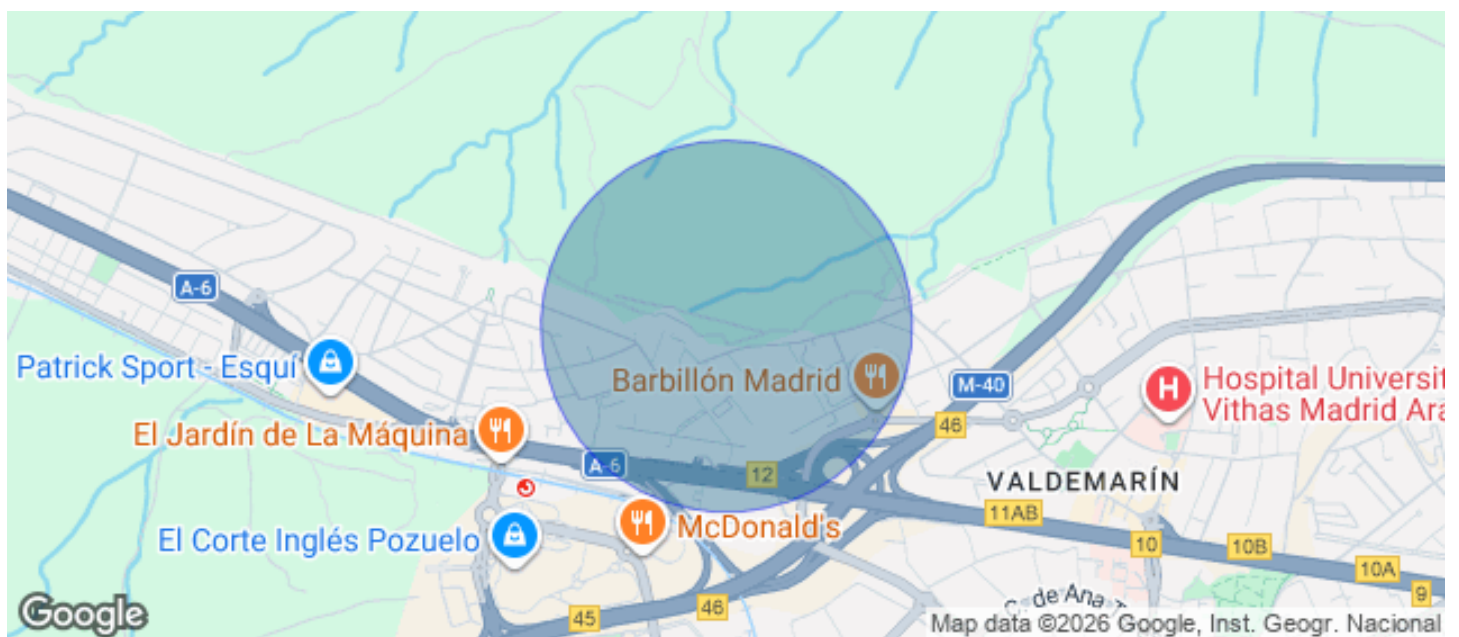 A-6
Patrick Sport - Esquí
Barbillón Madrid
M-40
Hospital Universit
Vithas Madrid Ara
46
El Jardín de La Máquina
A-6
12
VALDEMARÍN
11AB
McDonald's
El Corte Inglés Pozuelo
10
10B
10A
9
45
46
C. de Ana T
Google
Map data ©2026 Google, Inst. Geogr. Nacional